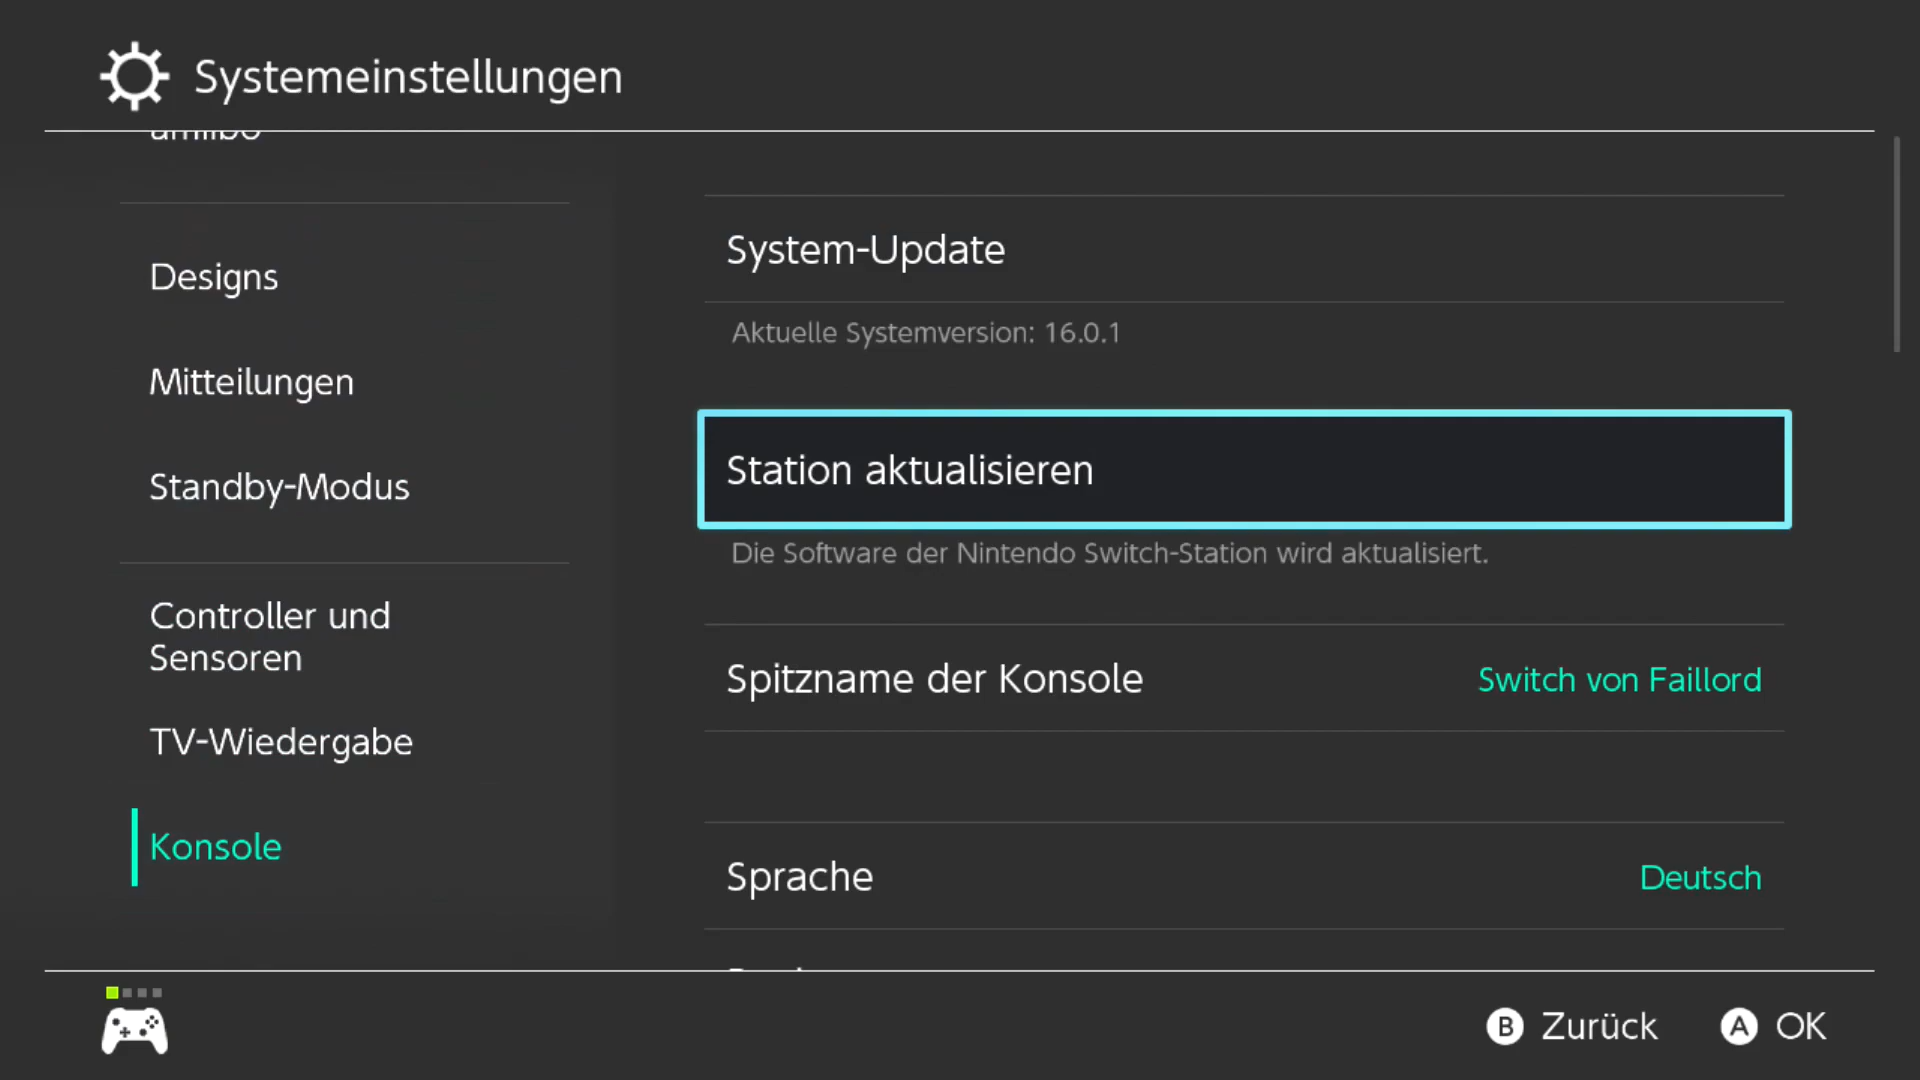 Systemeinstellungen
amiibo
Designs
Mitteilungen
Standby-Modus
Controller und
Sensoren
TV-Wiedergabe
Konsole
System-Update
Aktuelle Systemversion: 16.0.1
Station aktualisieren
Die Software der Nintendo Switch-Station wird aktualisiert.
Spitzname der Konsole Switch von Faillord
Sprache Deutsch
B Zurück A OK